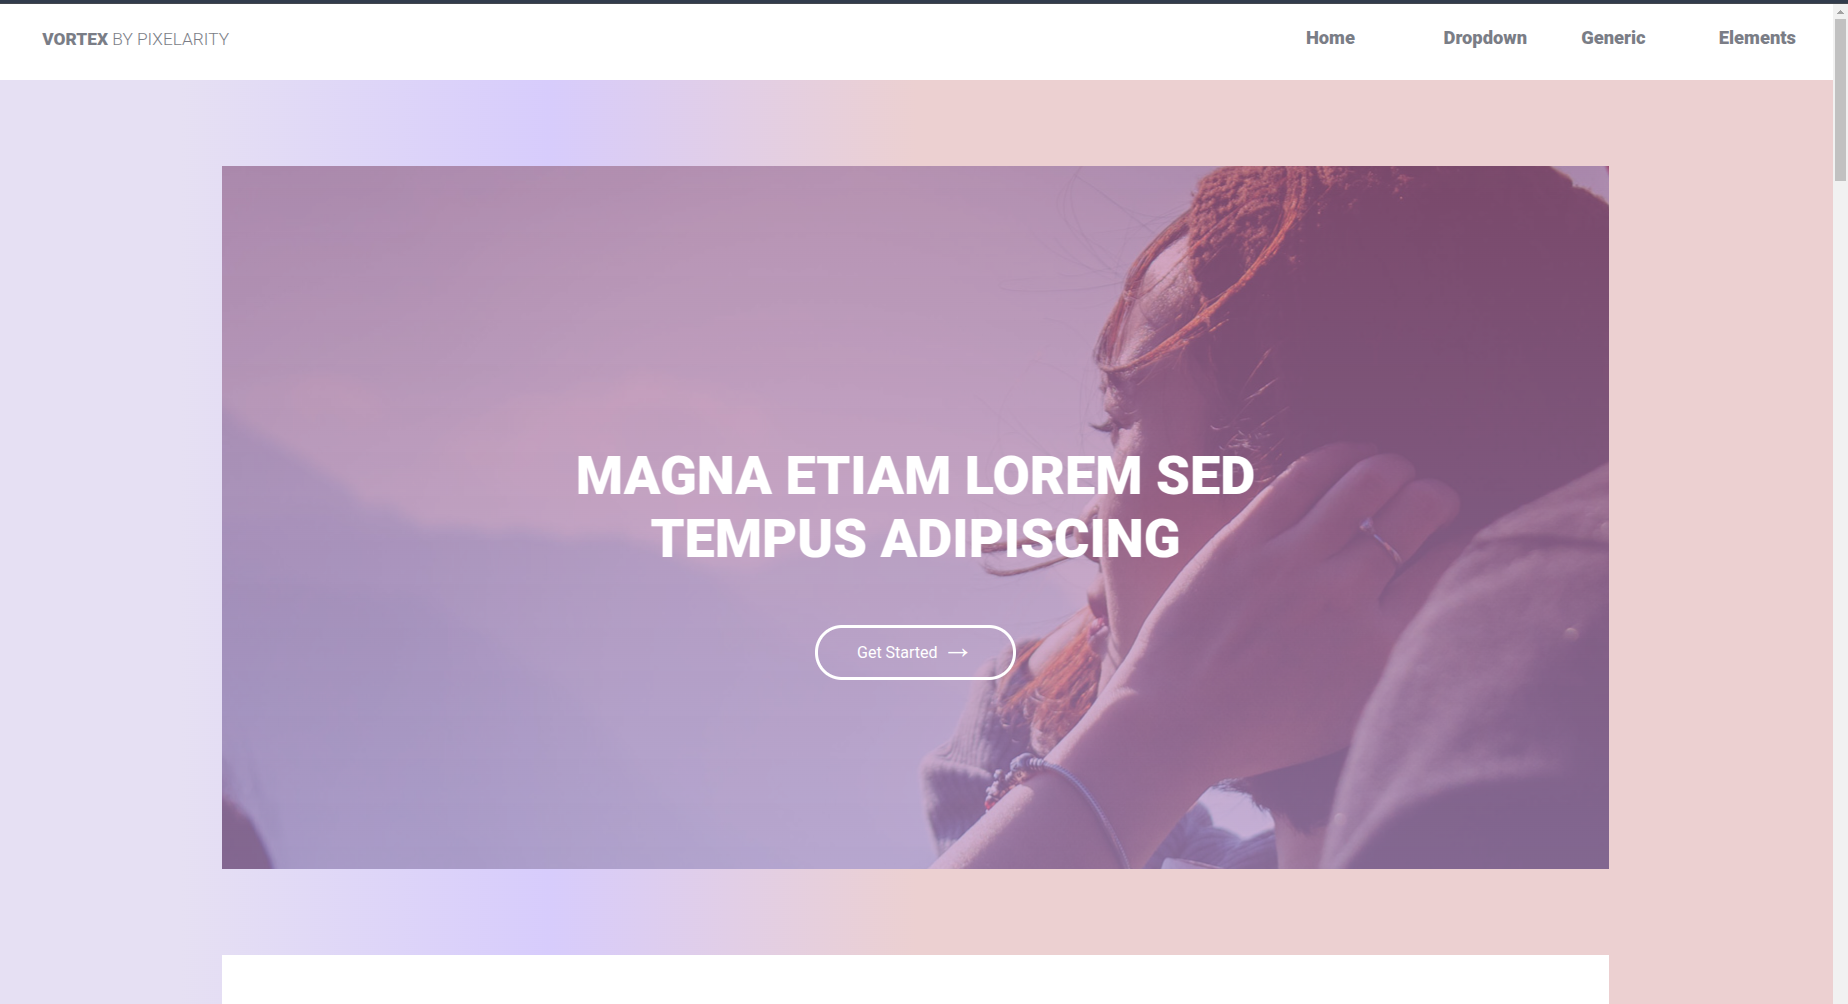 VORTEX BY PIXELARITY
Home Dropdown Generic Elements
MAGNA ETIAM LOREM SED
TEMPUS ADIPISCING
Get Started →